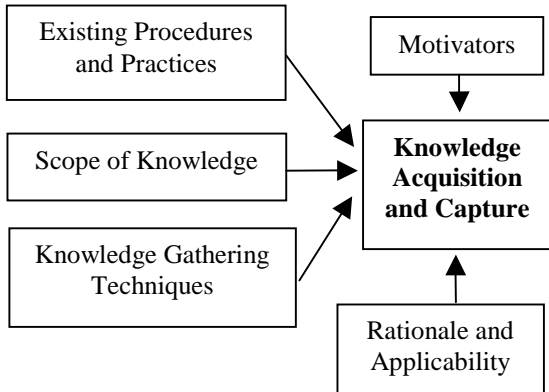 Existing Procedures
and Practices
Motivators
Scope of Knowledge
Knowledge
Acquisition
and Capture
Knowledge Gathering
Techniques
Rationale and
Applicability